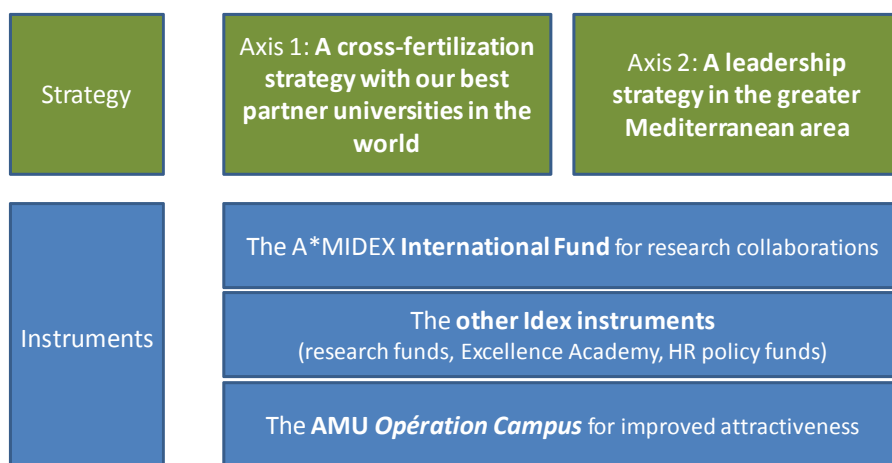 Strategy
Axis 1: A cross-fertilization
strategy with our best
partner universities in the
world
Axis 2: A leadership
strategy in the greater
Mediterranean area
Instruments
The A*MIDEX International Fund for research collaborations
The other Idex instruments
(research funds, Excellence Academy, HR policy funds)
The AMU Opération Campus for improved attractiveness